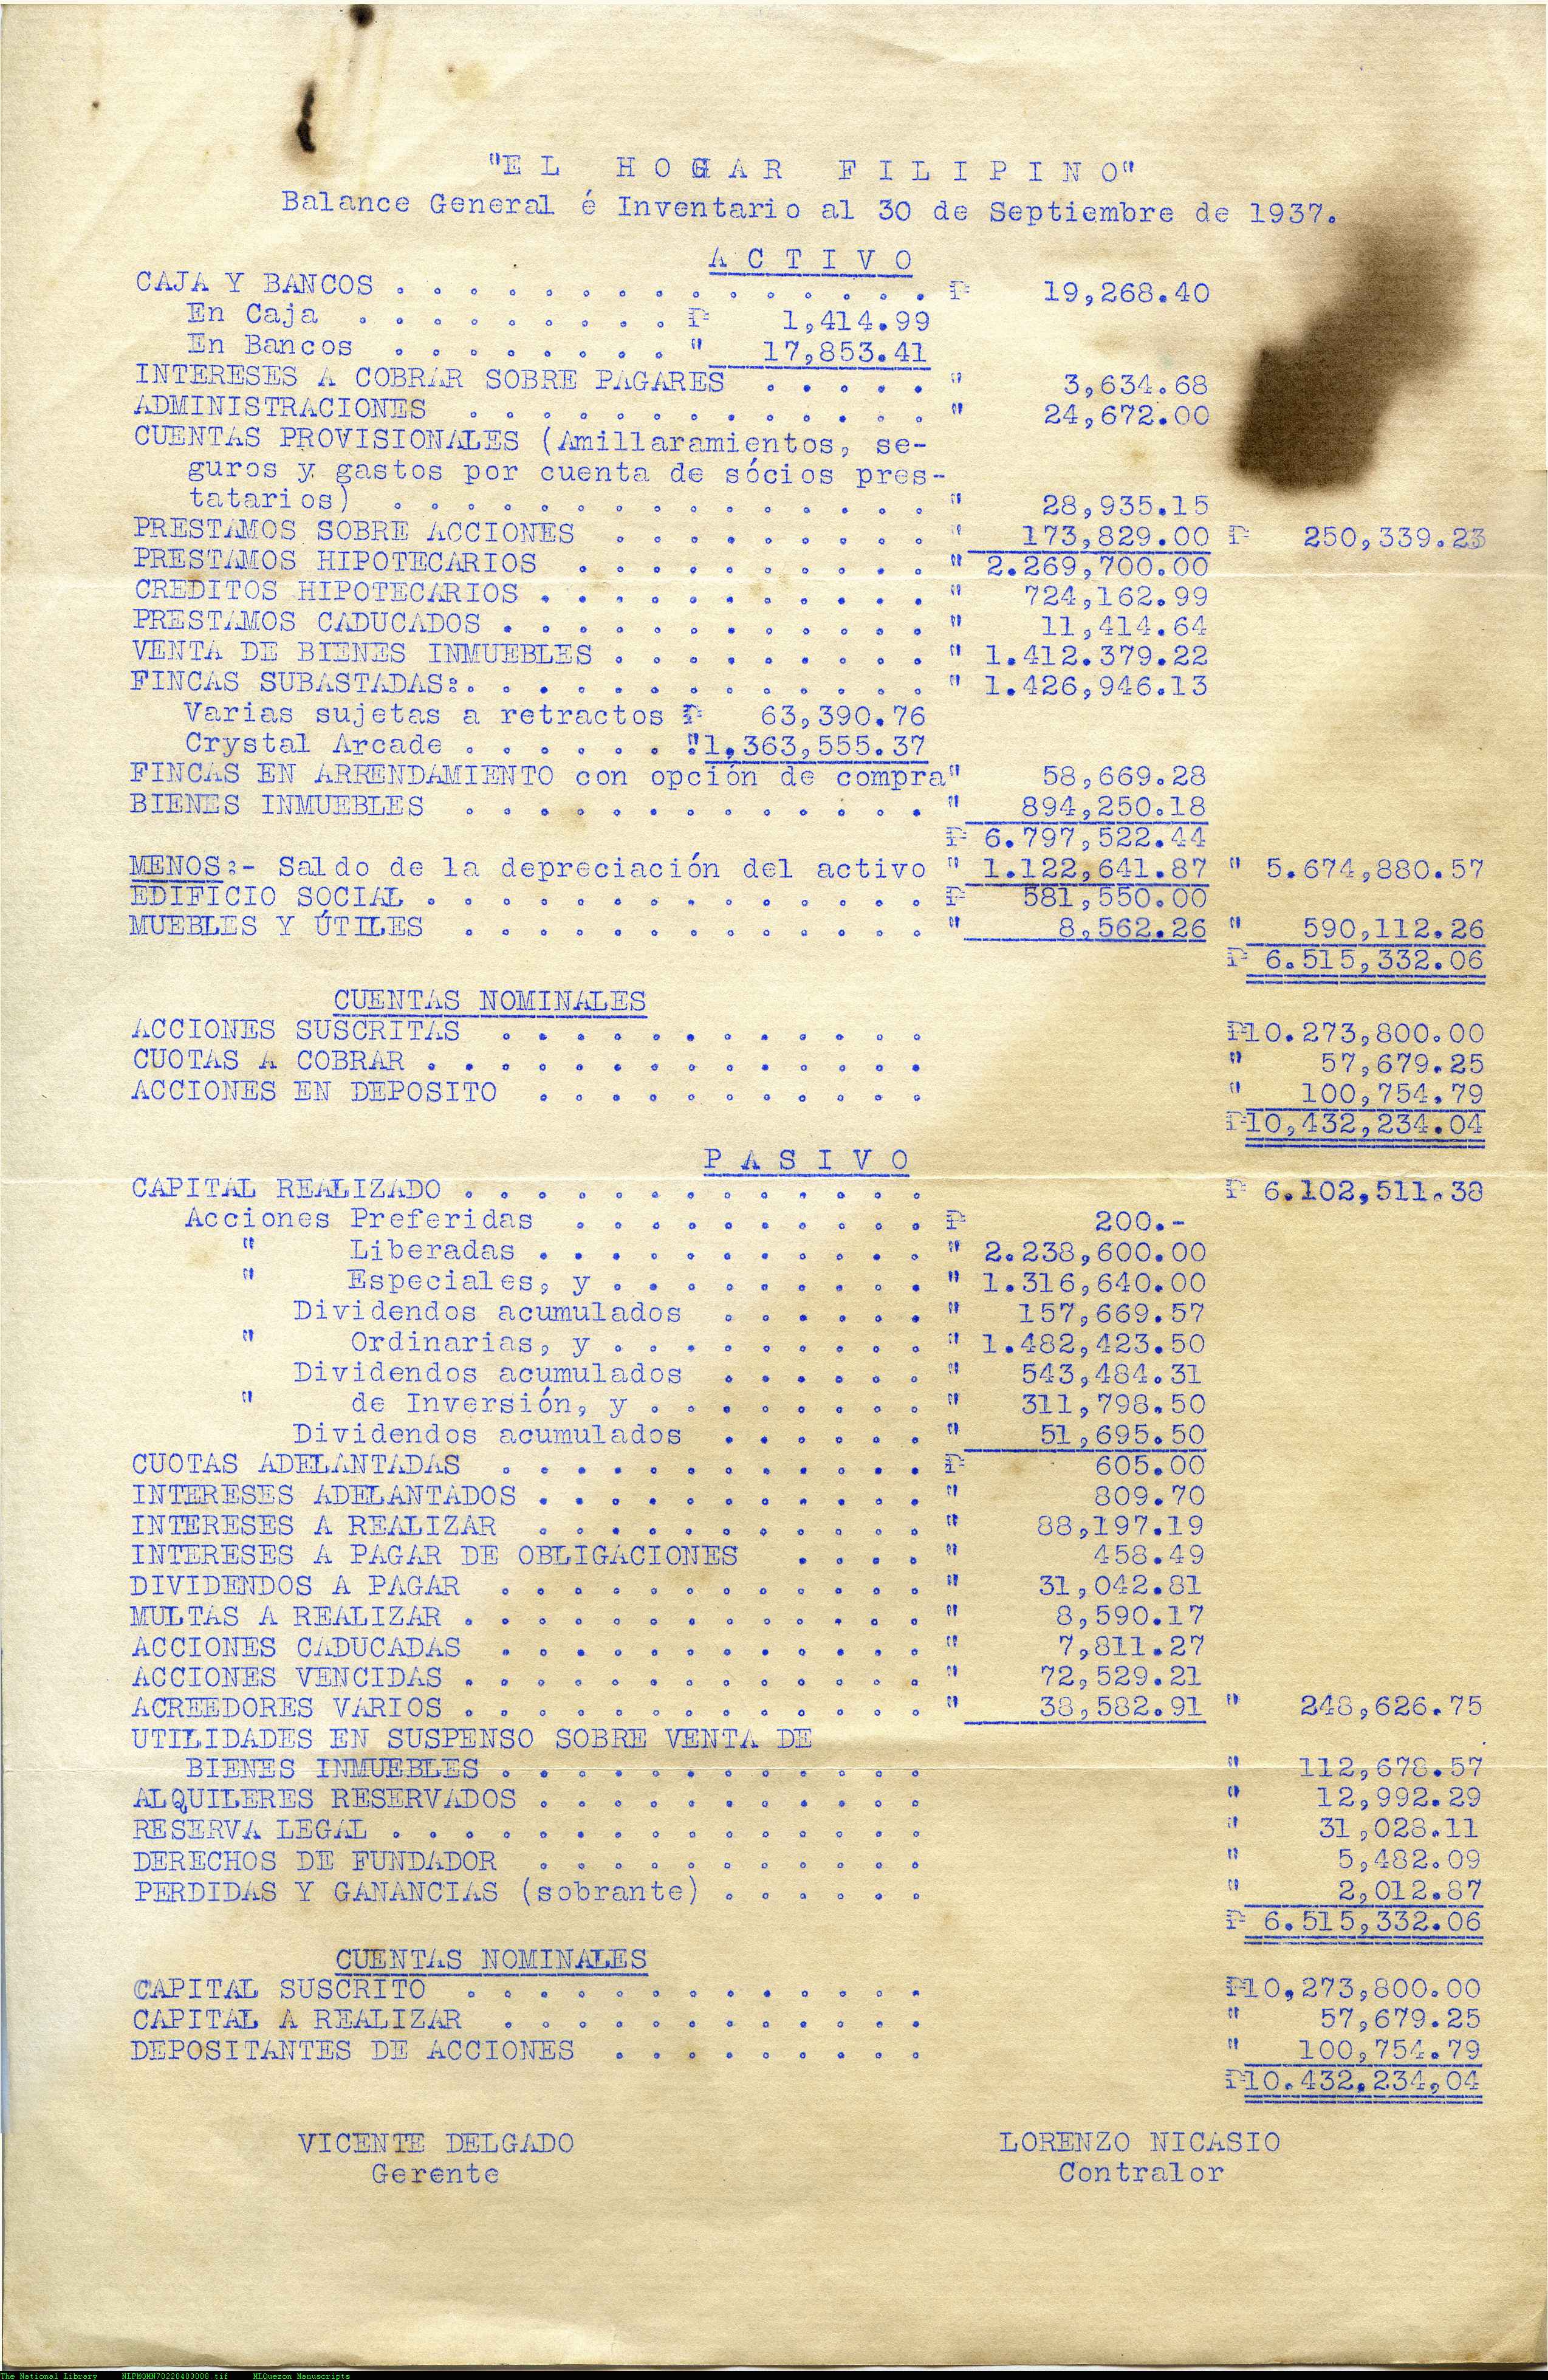 "EL HOGAR FILIPINO"
Balance General é Inventario al 30 de Septiembre de 1937.
ACTIVO
CAJA Y BANCOS . . . . . . . . . . . . . . . ₱ 19,268.40
En Caja . . . . . . . . . ₱ 1,414.99
En Bancos . . . . . . . . " 17,853.41
INTERESES A COBRAR SOBRE PAGARES . . . . . " 3,634.68
ADMINISTRACIONES . . . . . . . . . . . . . " 24,672.00
CUENTAS PROVISIONALES (Amillaramientos, se-
guros y gastos por cuenta de sócios pres-
tatarios) . . . . . . . . . . . . . . . " 28,935.15
PRESTAMOS SOBRE ACCIONES . . . . . . . . . " 173,829.00 ₱ 250,339.23
PRESTAMOS HIPOTECARIOS . . . . . . . . . . " 2.269,700.00
CREDITOS HIPOTECARIOS . . . . . . . . . . . " 724,162.99
PRESTAMOS CADUCADOS . . . . . . . . . . . . " 11,414.64
VENTA DE BIENES INMUEBLES . . . . . . . . . " 1.412.379.22
FINCAS SUBASTADAS:. . . . . . . . . . . . . " 1.426,946.13
Varias sujetas a retractos ₱ 63,390.76
Crystal Arcade . . . . . . "1,363,555.37
FINCAS EN ARRENDAMIENTO con opción de compra" 58,669.28
BIENES INMUEBLES . . . . . . . . . . . . . " 894,250.18
₱ 6.797,522.44
MENOS:- Saldo de la depreciación del activo " 1.122,641.87 " 5.674,880.57
EDIFICIO SOCIAL . . . . . . . . . . . . . . ₱ 581,550.00
MUEBLES Y ÚTILES . . . . . . . . . . . . . " 8,562.26 " 590,112.26
₱ 6.515,332.06
CUENTAS NOMINALES
ACCIONES SUSCRITAS . . . . . . . . . . . . ₱10.273,800.00
CUOTAS A COBRAR . . . . . . . . . . . . . . " 57,679.25
ACCIONES EN DEPOSITO . . . . . . . . . . . " 100,754.79
₱10,432,234.04
PASIVO
CAPITAL REALIZADO . . . . . . . . . . . . . ₱ 6.102,511.38
Acciones Preferidas . . . . . . . . . . ₱ 200.-
" Liberadas . . . . . . . . . . . " 2.238,600.00
" Especiales, y . . . . . . . . . " 1.316,640.00
Dividendos acumulados . . . . . . " 157,669.57
" Ordinarias, y . . . . . . . . . " 1.482,423.50
Dividendos acumulados . . . . . . " 543,484.31
" de Inversión, y . . . . . . . . " 311,798.50
Dividendos acumulados . . . . . . " 51,695.50
CUOTAS ADELANTADAS . . . . . . . . . . . . ₱ 605.00
INTERESES ADELANTADOS . . . . . . . . . . . " 809.70
INTERESES A REALIZAR . . . . . . . . . . . " 88,197.19
INTERESES A PAGAR DE OBLIGACIONES . . . . " 458.49
DIVIDENDOS A PAGAR . . . . . . . . . . . . " 31,042.81
MULTAS A REALIZAR . . . . . . . . . . . . . " 8,590.17
ACCIONES CADUCADAS . . . . . . . . . . . . " 7,811.27
ACCIONES VENCIDAS . . . . . . . . . . . . . " 72,529.21
ACREEDORES VARIOS . . . . . . . . . . . . . " 38,582.91 " 248,626.75
UTILIDADES EN SUSPENSO SOBRE VENTA DE
BIENES INMUEBLES . . . . . . . . . . . . " 112,678.57
ALQUILERES RESERVADOS . . . . . . . . . . . " 12,992.29
RESERVA LEGAL . . . . . . . . . . . . . . . " 31,028.11
DERECHOS DE FUNDADOR . . . . . . . . . . . " 5,482.09
PERDIDAS Y GANANCIAS (sobrante) . . . . . . " 2,012.87
₱ 6.515,332.06
CUENTAS NOMINALES
CAPITAL SUSCRITO . . . . . . . . . . . . . ₱10,273,800.00
CAPITAL A REALIZAR . . . . . . . . . . . . " 57,679.25
DEPOSITANTES DE ACCIONES . . . . . . . . . " 100,754.79
₱10.432,234,04
VICENTE DELGADO LORENZO NICASIO
Gerente Contralor
The National Library NLPMQMN70220403008.tif MLQuezon Manuscripts